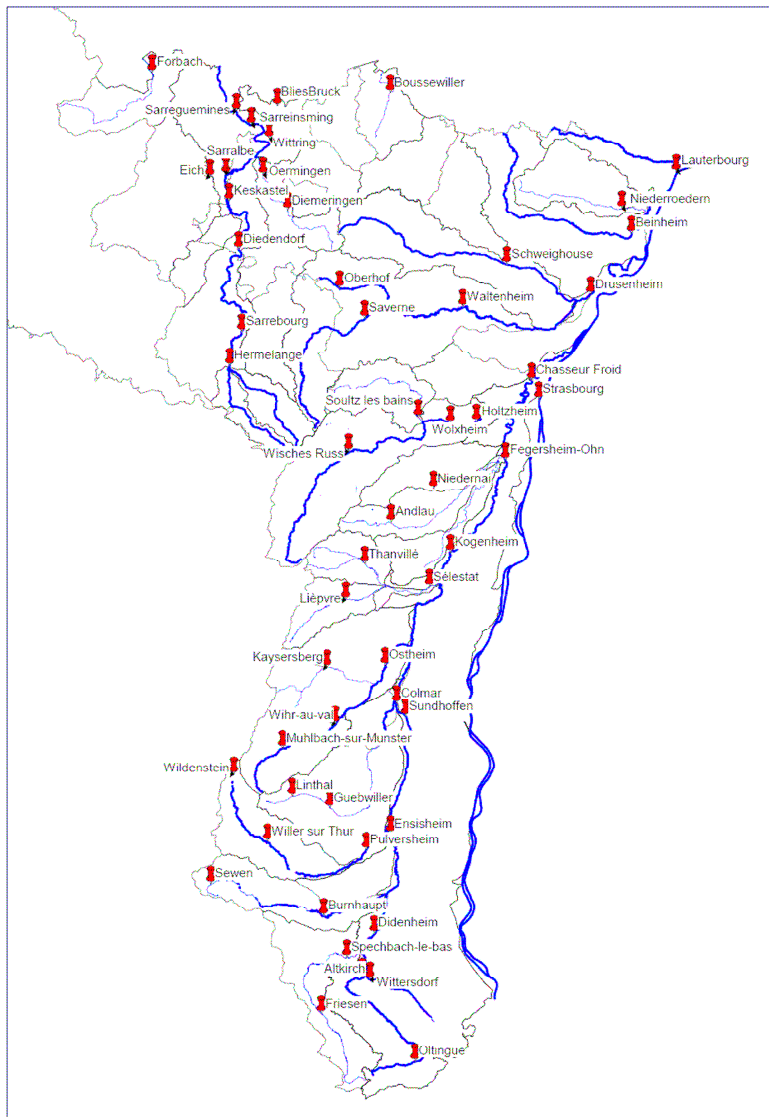 Forbach
Boussewiller
BliesBruck
Sarreguemines
Sarreinsming
Wittring
Sarralbe
Lauterbourg
Eich
Oermingen
Keskastel
Niederroedern
Diemeringen
Beinheim
Diedendorf
Schweighouse
Oberhof
Drusenheim
Waltenheim
Saverne
Sarrebourg
Hermelange
Chasseur Froid
Strasbourg
Soultz les bains
Holtzheim
Wolxheim
Wisches Russ
Fegersheim-Ohn
Niedernai
Andlau
Kogenheim
Thanvillé
Sélestat
Lièpvre
Kaysersberg
Ostheim
Colmar
Sundhoffen
Wihr-au-val
Muhlbach-sur-Munster
Wildenstein
Linthal
Guebwiller
Ensisheim
Willer sur Thur
Pulversheim
Sewen
Burnhaupt
Didenheim
Spechbach-le-bas
Altkirch
Wittersdorf
Friesen
Oltingue